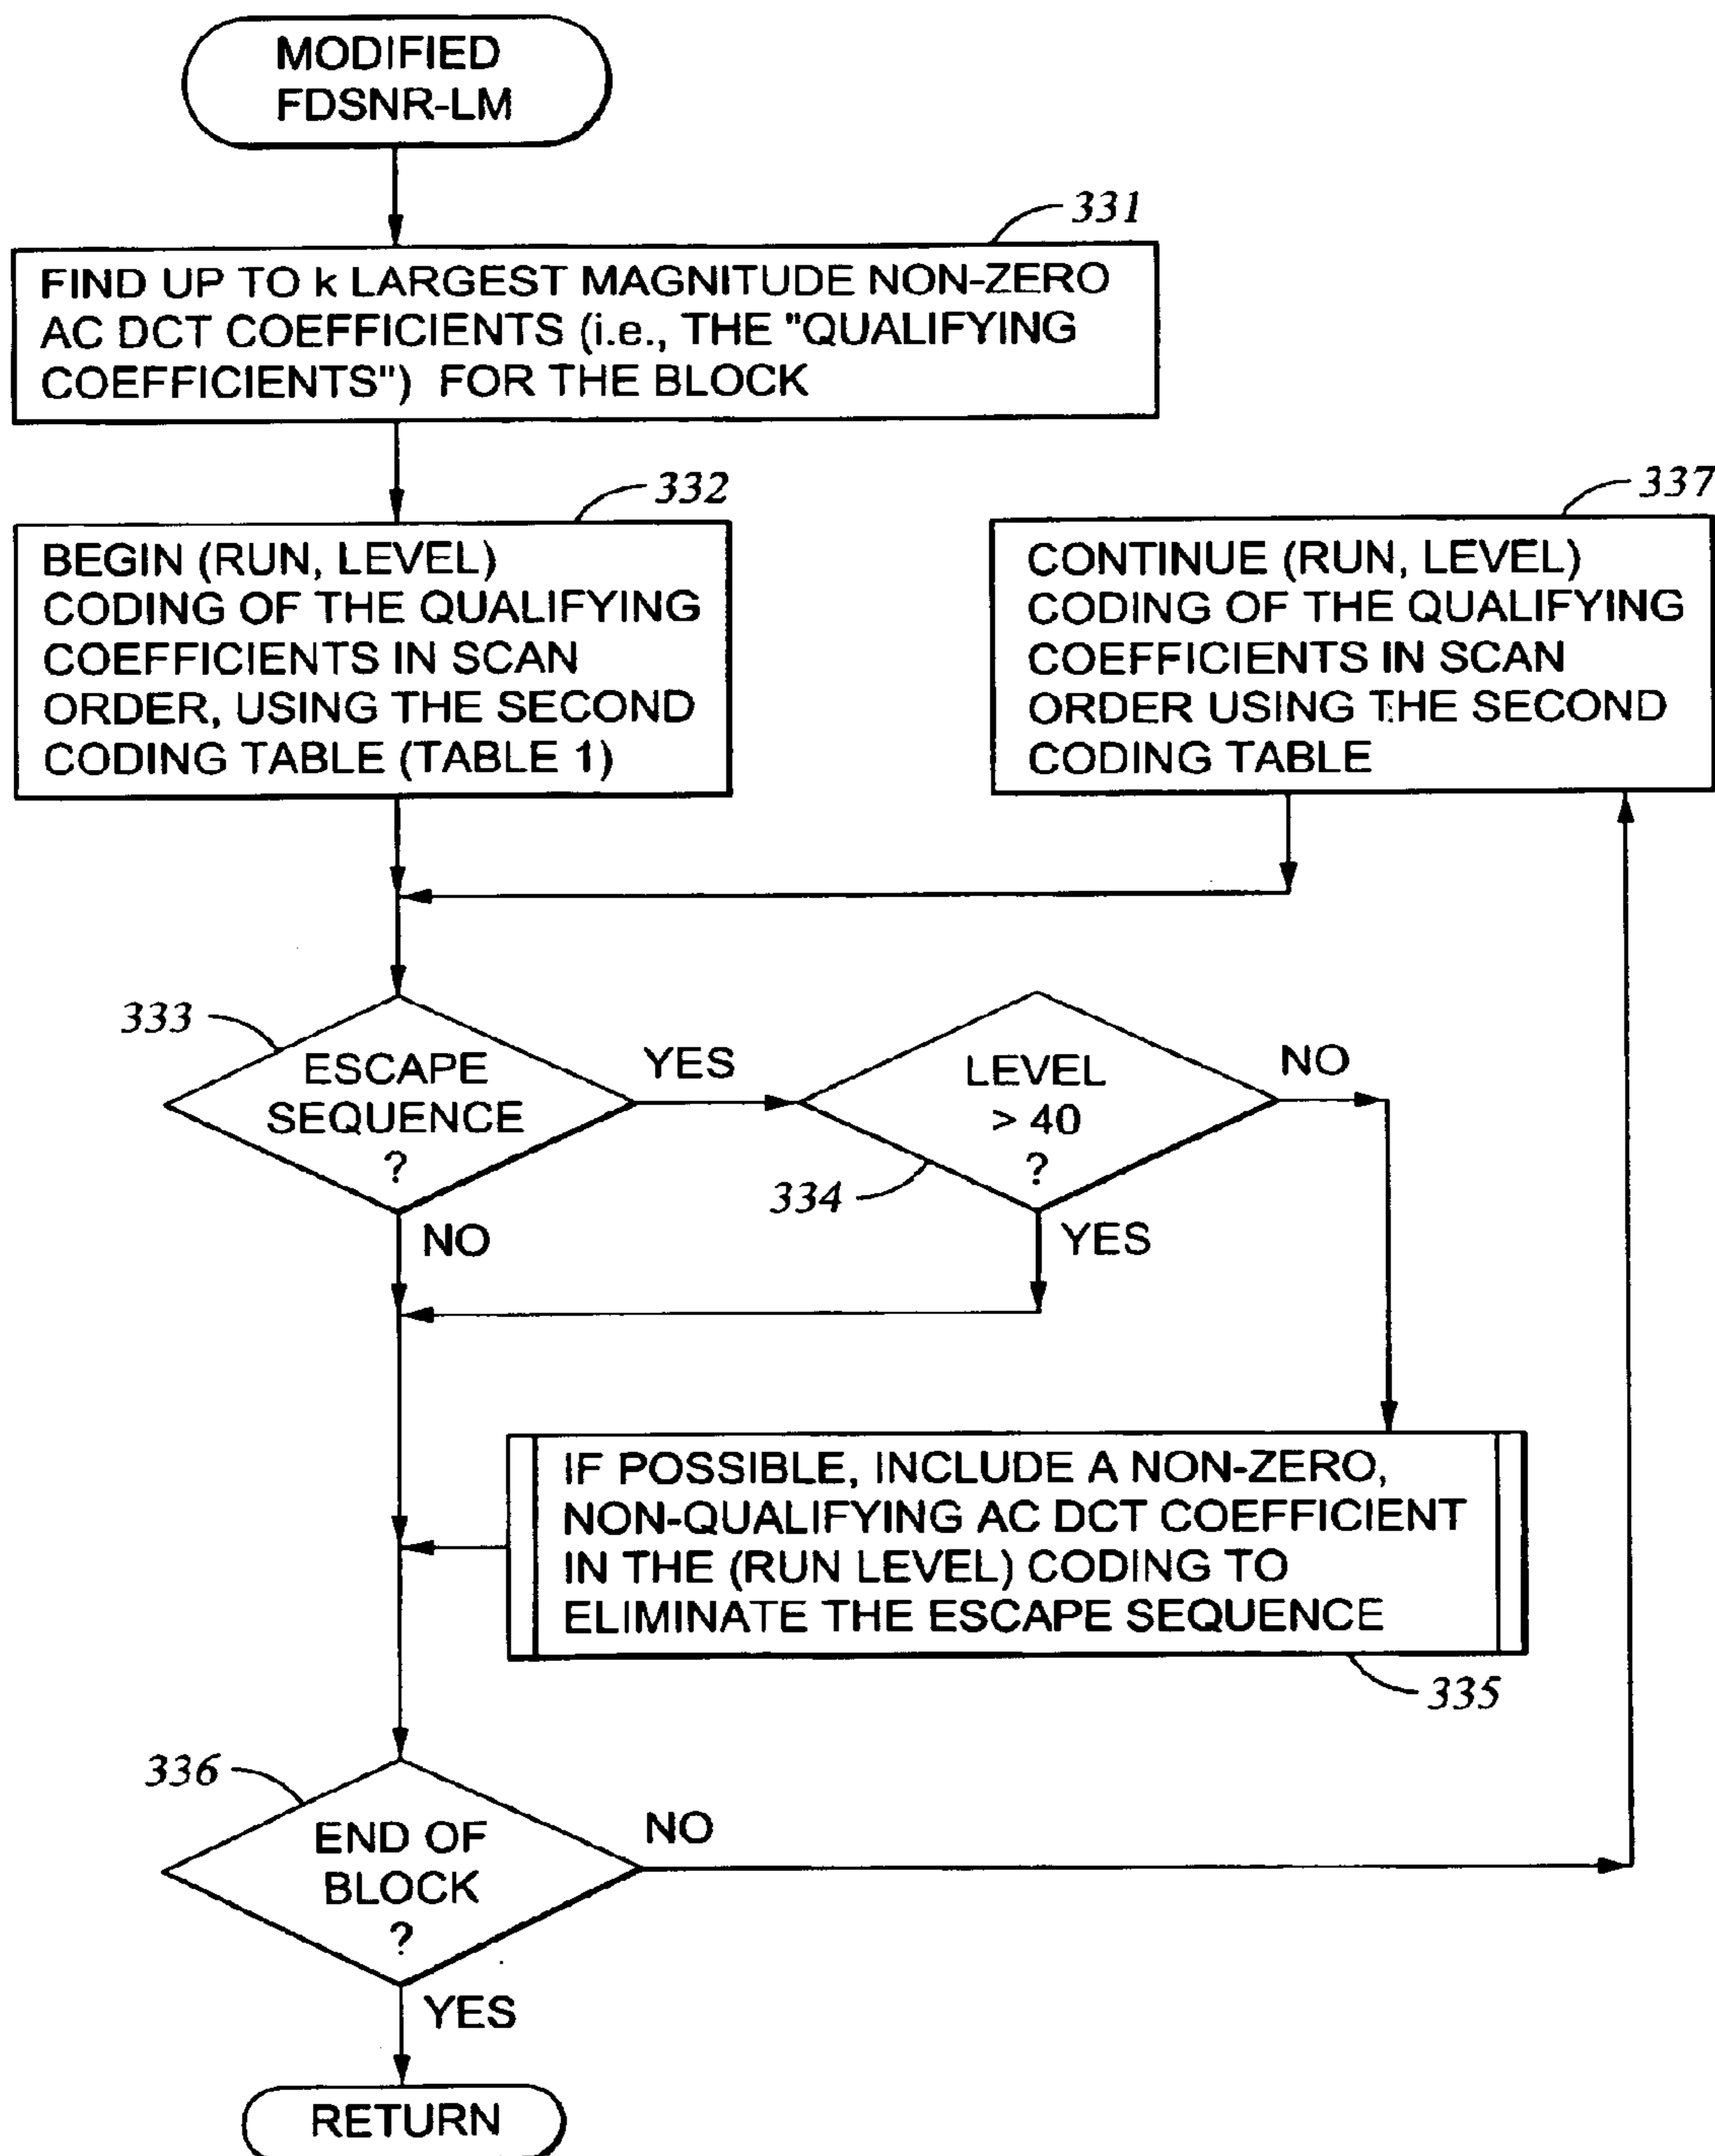 MODIFIED
FDSNR-LM
331
FIND UP TO k LARGEST MAGNITUDE NON-ZERO
AC DCT COEFFICIENTS (i.e., THE "QUALIFYING
COEFFICIENTS") FOR THE BLOCK
332
BEGIN (RUN, LEVEL)
CODING OF THE QUALIFYING
COEFFICIENTS IN SCAN
ORDER, USING THE SECOND
CODING TABLE (TABLE 1)
337
CONTINUE (RUN, LEVEL)
CODING OF THE QUALIFYING
COEFFICIENTS IN SCAN
ORDER USING THE SECOND
CODING TABLE
333
ESCAPE
SEQUENCE
?
YES
NO
LEVEL
> 40
?
334
NO
YES
IF POSSIBLE, INCLUDE A NON-ZERO,
NON-QUALIFYING AC DCT COEFFICIENT
IN THE (RUN LEVEL) CODING TO
ELIMINATE THE ESCAPE SEQUENCE
335
336
END OF
BLOCK
?
NO
YES
RETURN